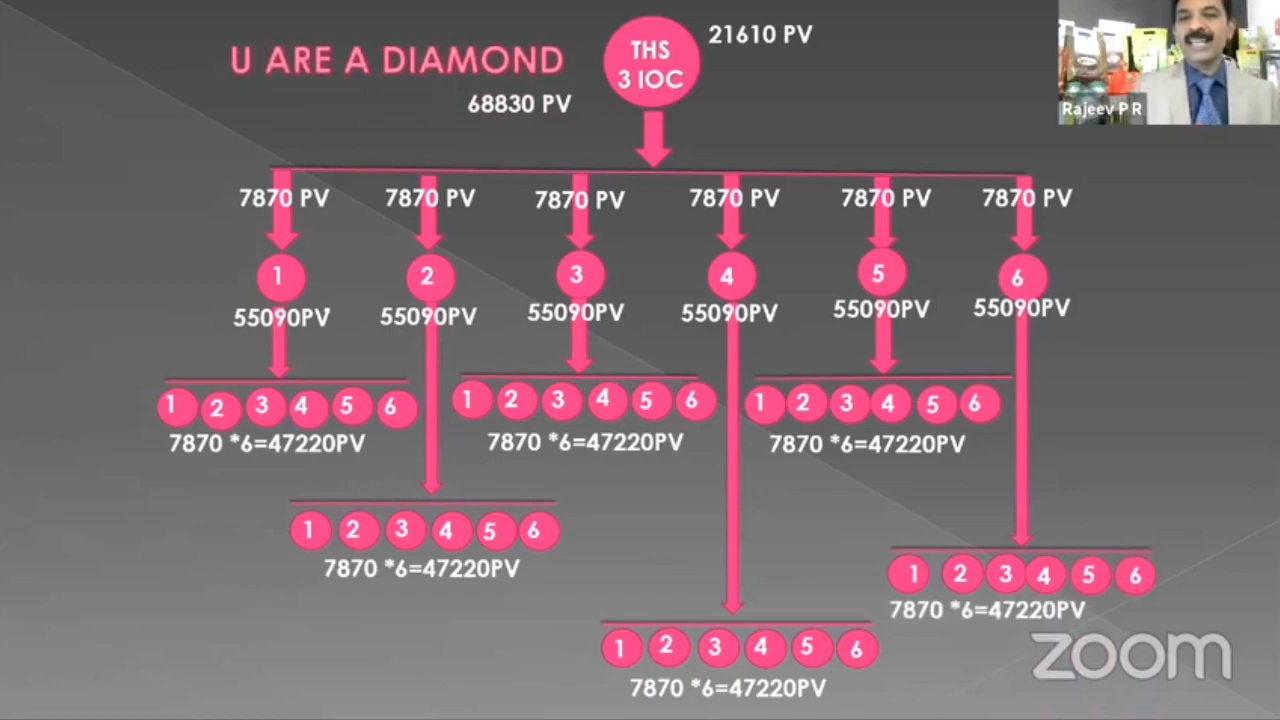 THS
3 IOC
21610 PV
U ARE A DIAMOND
68830 PV
Rajeev P R
7870 PV 7870 PV 7870 PV 7870 PV 7870 PV 7870 PV
1 2 3 4 5 6
55090PV 55090PV 55090PV 55090PV 55090PV 55090PV
1 2 3 4 5 6 1 2 3 4 5 6 1 2 3 4 5 6
7870 *6=47220PV 7870 *6=47220PV 7870 *6=47220PV
1 2 3 4 5 6
7870 *6=47220PV
1 2 3 4 5 6
7870 *6=47220PV
1 2 3 4 5 6
7870 *6=47220PV
zoom